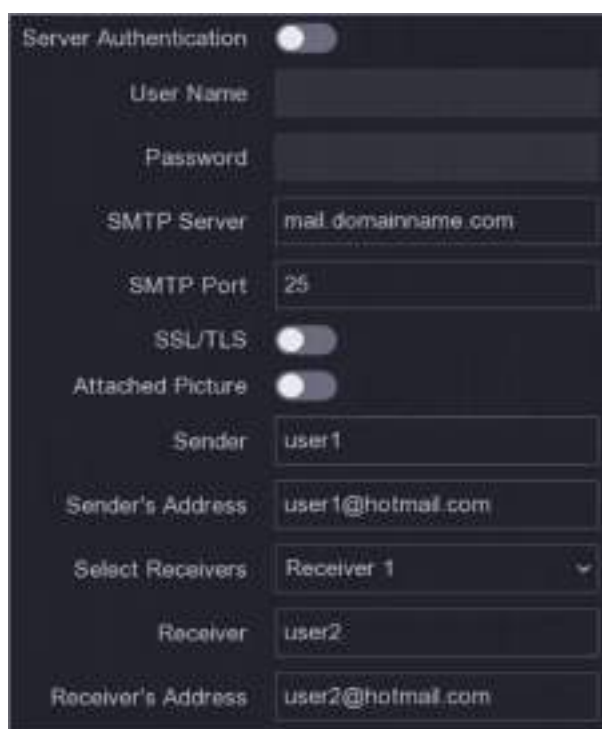 Server Authentication
User Name
Password
SMTP Server mail.domainname.com
SMTP Port 25
SSL/TLS
Attached Picture
Sender user1
Sender's Address user1@hotmail.com
Select Receivers Receiver 1
Receiver user2
Receiver's Address user2@hotmail.com